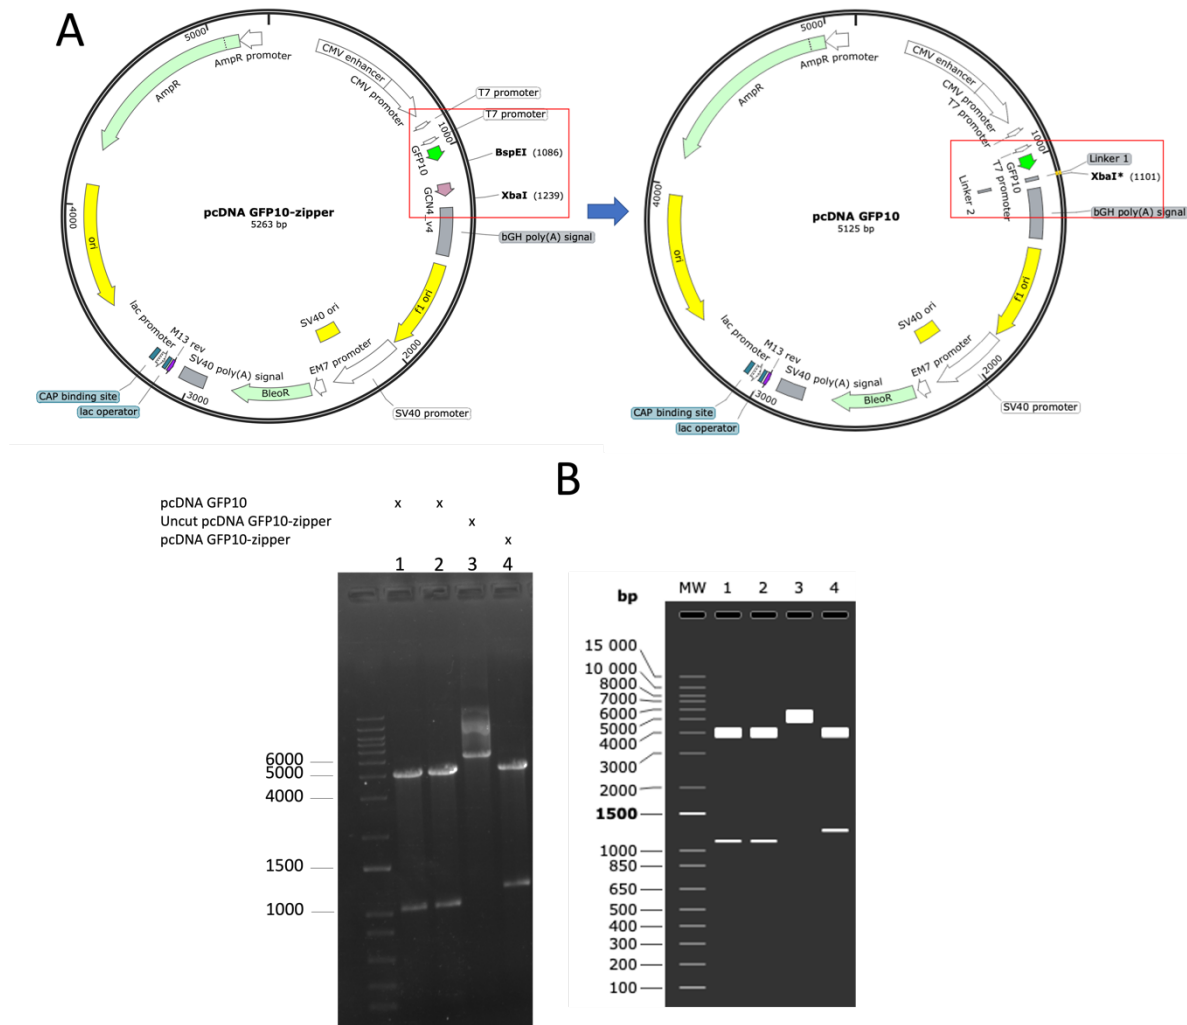 A
5000
AmpR promoter
AmpR
CMV enhancer
CMV promoter
T7 promoter
T7 promoter
1000
GFP10
BspEI (1086)
XbaI (1239)
GCN4_v4
bGH poly(A) signal
pcDNA GFP10-zipper
5263 bp
4000
ori
f1 ori
SV40 ori
2000
lac promoter
M13 rev
SV40 poly(A) signal
EM7 promoter
BleoR
3000
CAP binding site
lac operator
SV40 promoter
5000
AmpR promoter
AmpR
CMV enhancer
CMV promoter
T7 promoter
1000
GFP10
T7 promoter
Linker 1
XbaI* (1101)
Linker 2
bGH poly(A) signal
pcDNA GFP10
5125 bp
4000
ori
f1 ori
SV40 ori
2000
lac promoter
M13 rev
SV40 poly(A) signal
EM7 promoter
BleoR
3000
CAP binding site
lac operator
SV40 promoter
B
pcDNA GFP10 x x
Uncut pcDNA GFP10-zipper x
pcDNA GFP10-zipper x
1 2 3 4
6000
5000
4000
1500
1000
bp MW 1 2 3 4
15 000
10 000
8000
7000
6000
5000
4000
3000
2000
1500
1000
850
650
500
400
300
200
100